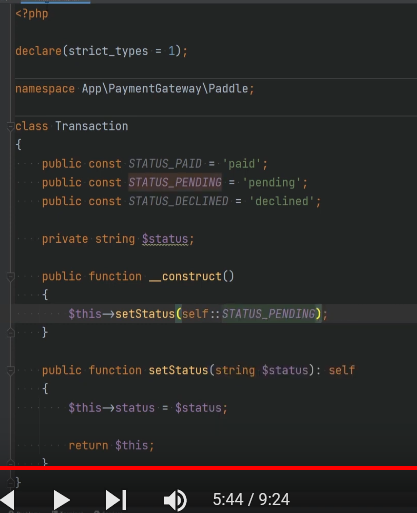 <?php
declare(strict_types = 1);
namespace App\PaymentGateway\Paddle;
class Transaction
{
    public const STATUS_PAID = 'paid';
    public const STATUS_PENDING = 'pending';
    public const STATUS_DECLINED = 'declined';
    private string $status;
    public function __construct()
    {
        $this->setStatus(self::STATUS_PENDING);
    }
    public function setStatus(string $status): self
    {
        $this->status = $status;
        return $this;
    }
}
5:44 / 9:24